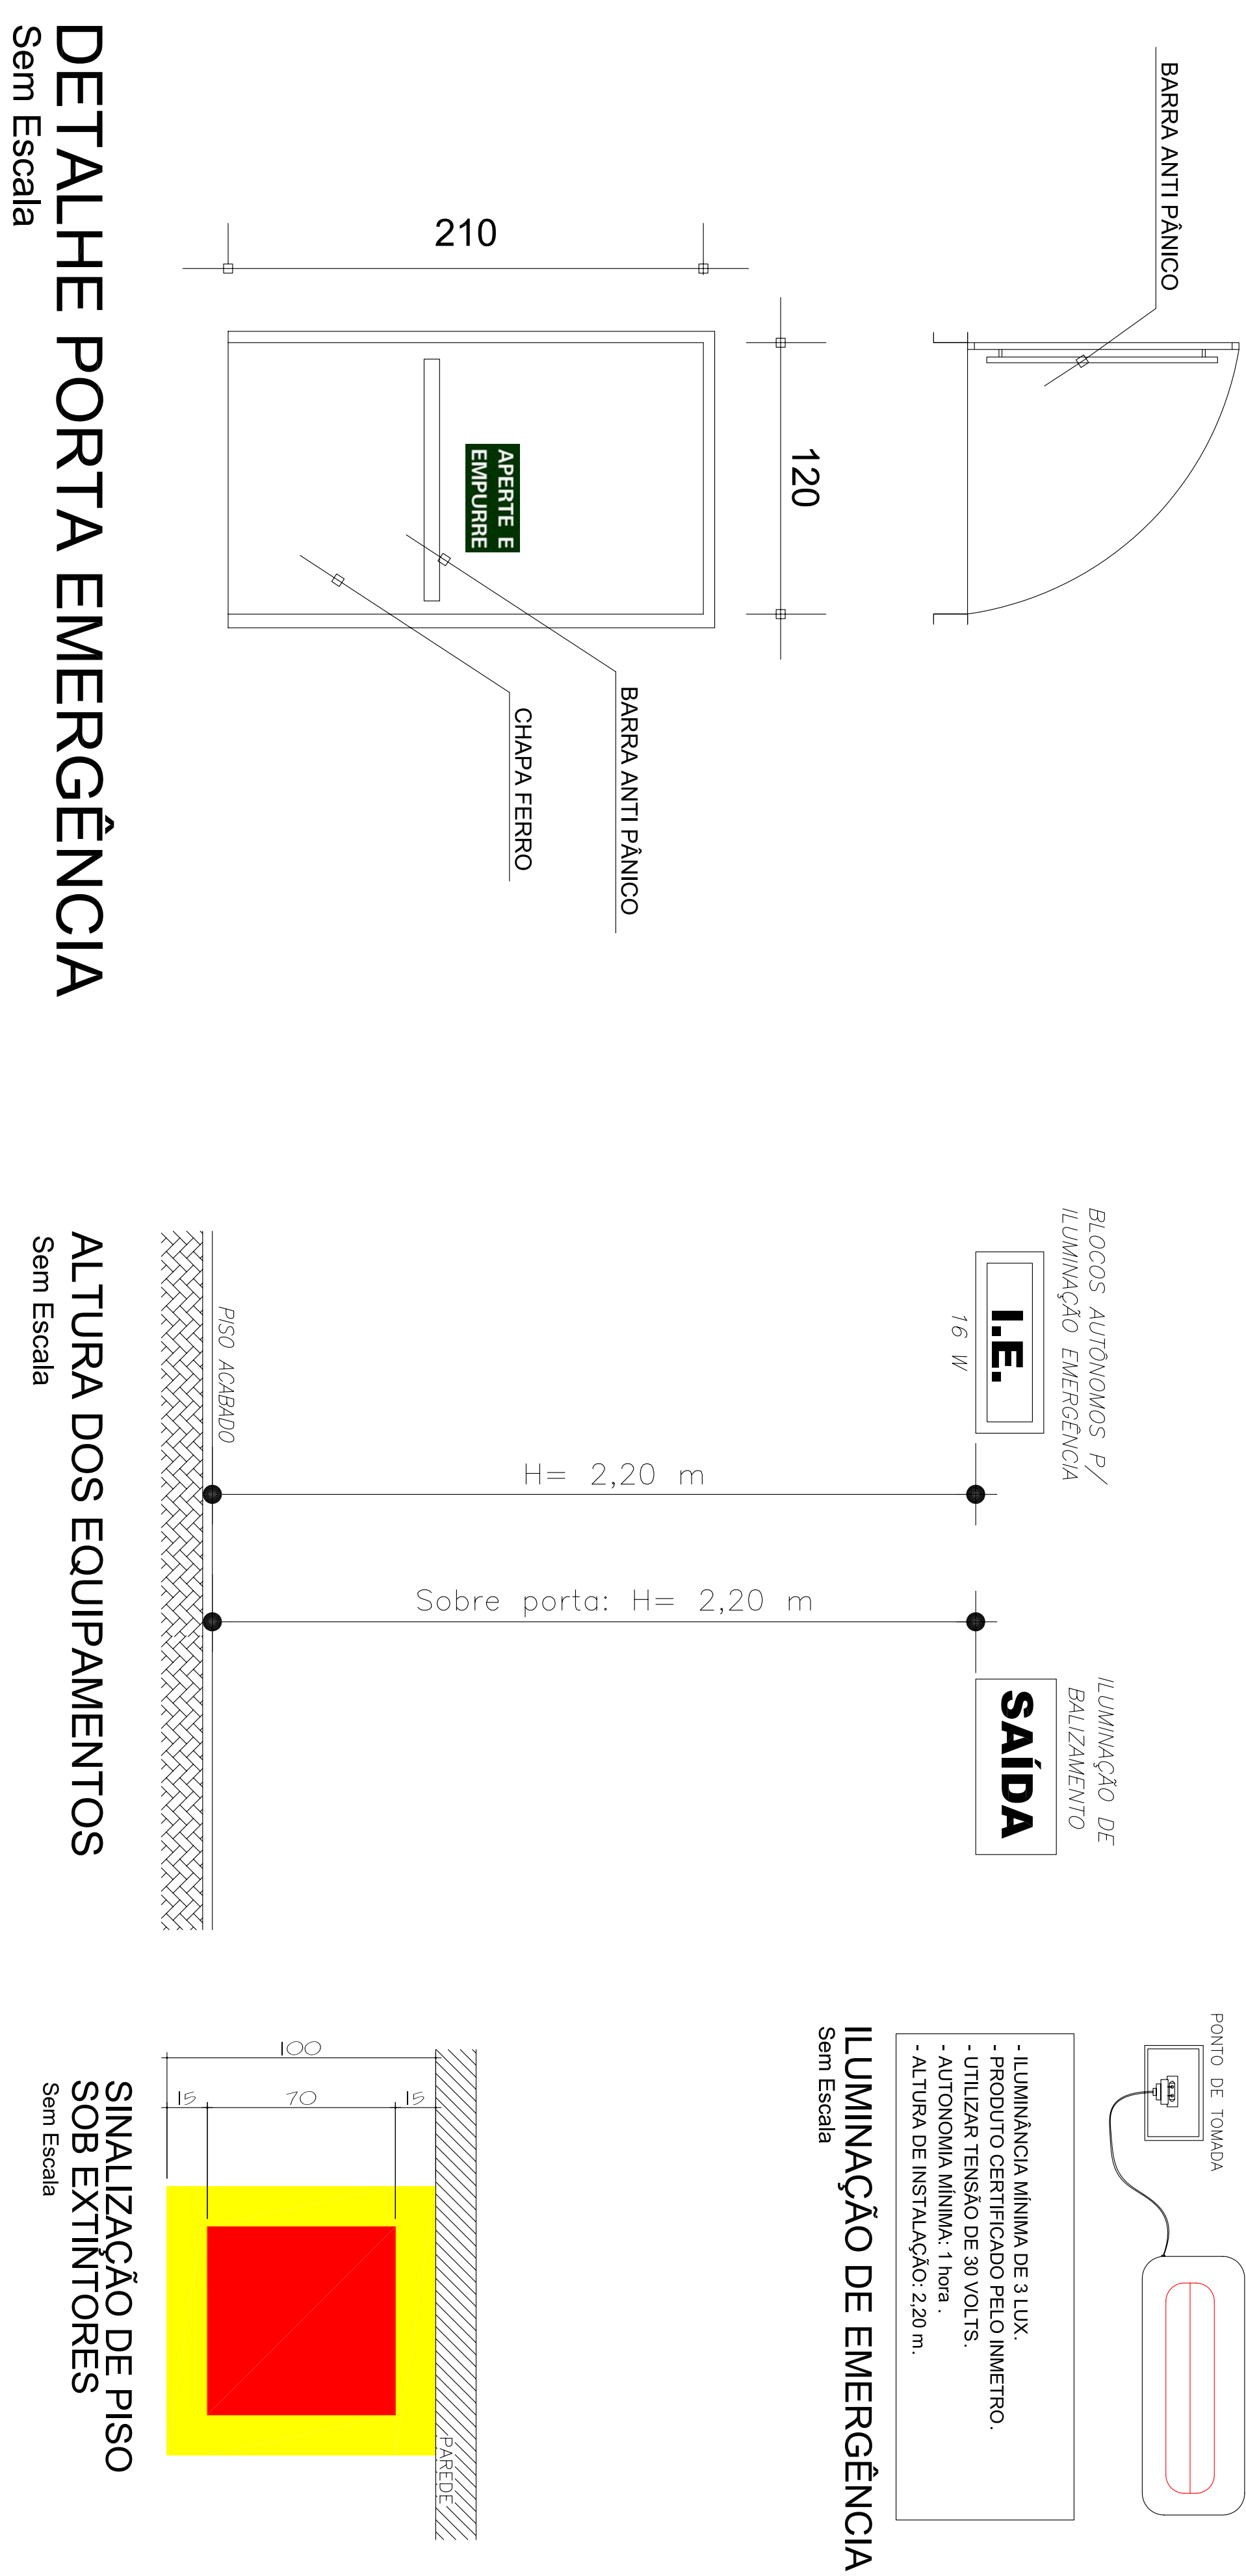 BARRA ANTI PÂNICO
120
210
APERTE E
EMPURRE
BARRA ANTI PÂNICO
CHAPA FERRO
DETALHE PORTA EMERGÊNCIA
Sem Escala
BLOCOS AUTÔNOMOS P/
ILUMINAÇÃO EMERGÊNCIA
I.E.
16 W
ILUMINAÇÃO DE
BALIZAMENTO
SAÍDA
H= 2,20 m
Sobre porta: H= 2,20 m
PISO ACABADO
ALTURA DOS EQUIPAMENTOS
Sem Escala
PONTO DE TOMADA
- ILUMINÂNCIA MÍNIMA DE 3 LUX.
- PRODUTO CERTIFICADO PELO INMETRO.
- UTILIZAR TENSÃO DE 30 VOLTS.
- AUTONOMIA MÍNIMA: 1 hora .
- ALTURA DE INSTALAÇÃO: 2,20 m.
ILUMINAÇÃO DE EMERGÊNCIA
Sem Escala
PAREDE
100
15
70
15
SINALIZAÇÃO DE PISO
SOB EXTINTORES
Sem Escala